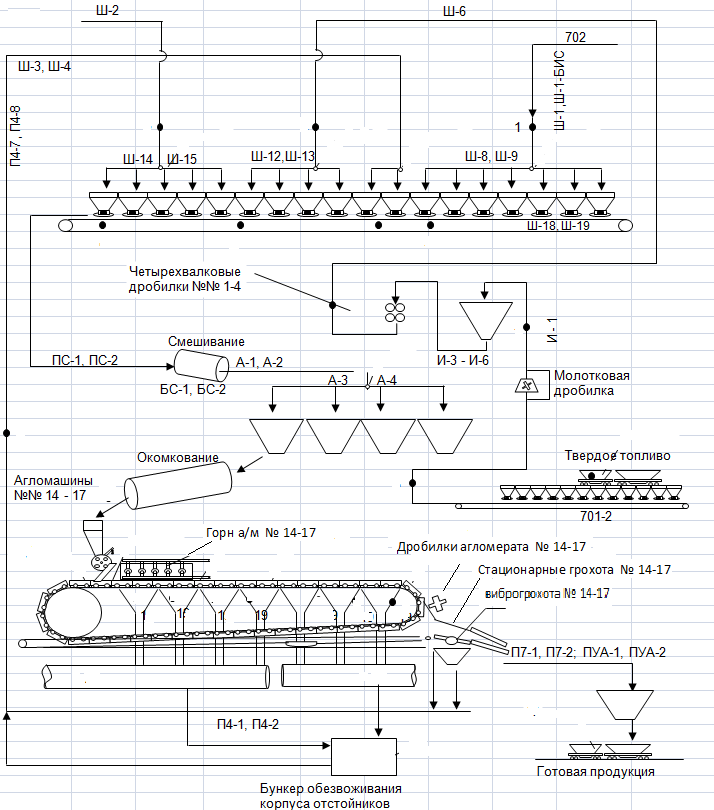 Ш-2
Ш-6
702
Ш-3, Ш-4
Ш-1,Ш-1-БИС
П4-7, П4-8
1
Ш-14
Ш-12,Ш-13
Ш-8, Ш-9
Ш-18, Ш-19
Четырехвалковые
дробилки №№ 1-4
И - 1
Смешивание
ПС-1, ПС-2
А-1, А-2
И-3 - И-6
БС-1, БС-2
А-3
А-4
Молотковая
дробилка
Окомкование
Твердое топливо
Агломашины
№№ 14 - 17
701-2
Горн а/м № 14-17
Дробилки агломерата № 14-17
Стационарные грохота № 14-17
виброгрохота № 14-17
19
П7-1, П7-2; ПУА-1, ПУА-2
П4-1, П4-2
Готовая продукция
Бункер обезвоживания
корпуса отстойников